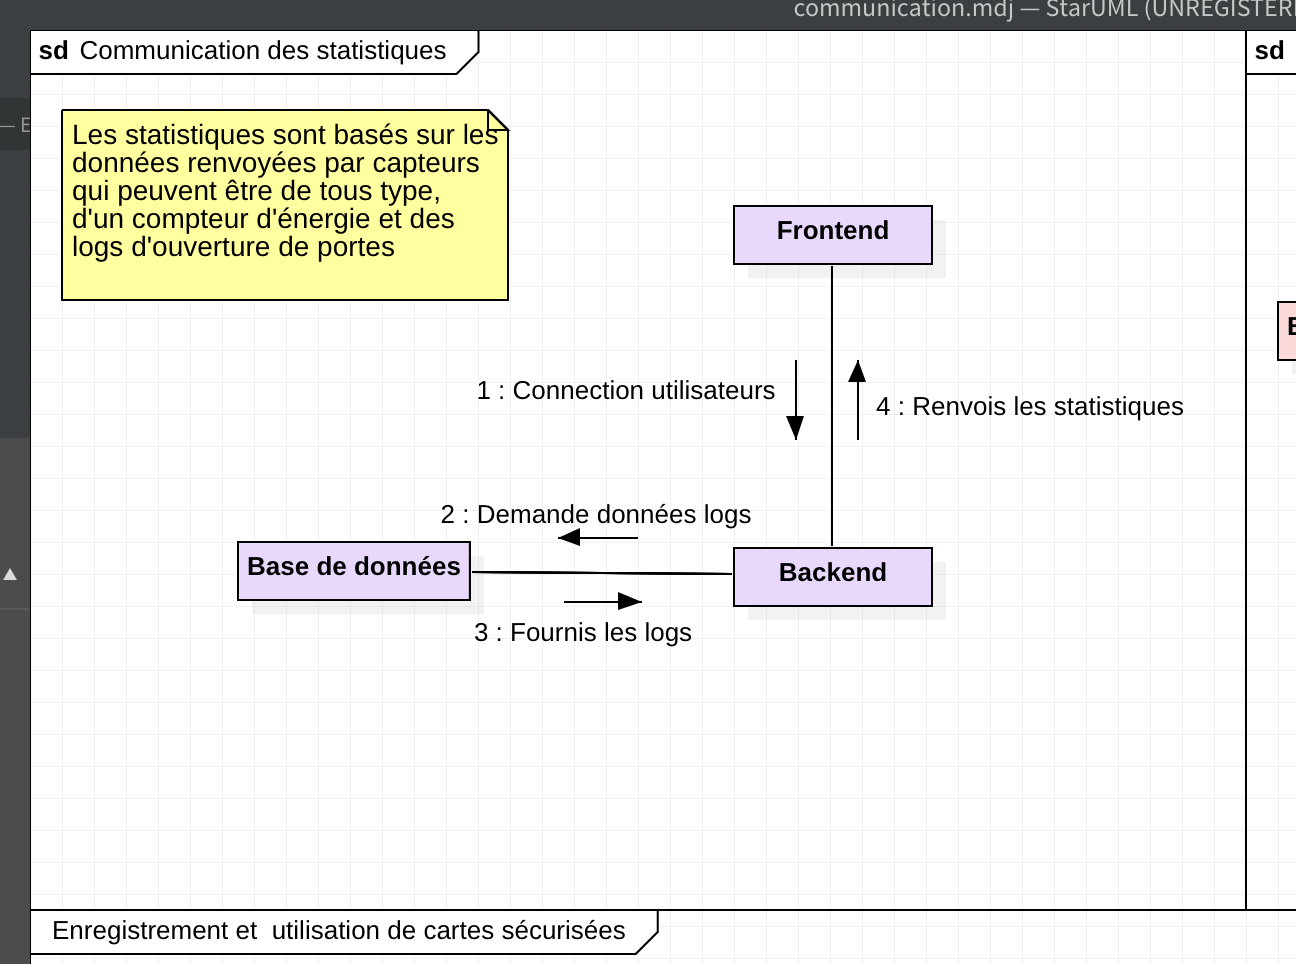 communication.mdj — StarUML (UNREGISTERE
sd Communication des statistiques
sd
— E
Les statistiques sont basés sur les
données renvoyées par capteurs
qui peuvent être de tous type,
d'un compteur d'énergie et des
logs d'ouverture de portes
Frontend
E
1 : Connection utilisateurs
4 : Renvois les statistiques
2 : Demande données logs
Base de données
Backend
3 : Fournis les logs
Enregistrement et  utilisation de cartes sécurisées